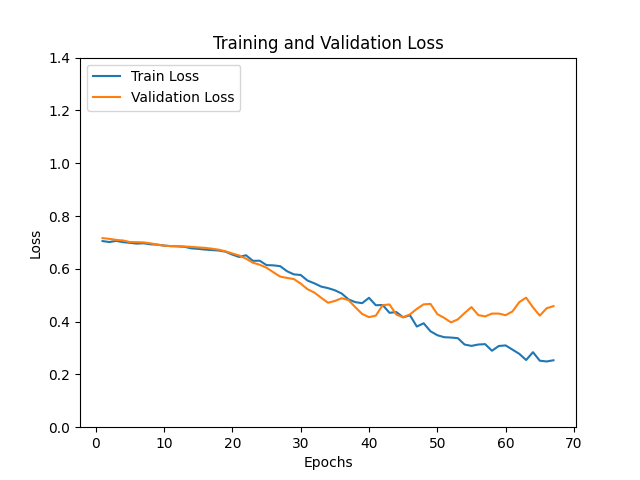 Training and Validation Loss
Train Loss
Validation Loss
Loss
1.4
1.2
1.0
0.8
0.6
0.4
0.2
0.0
0 10 20 30 40 50 60 70
Epochs